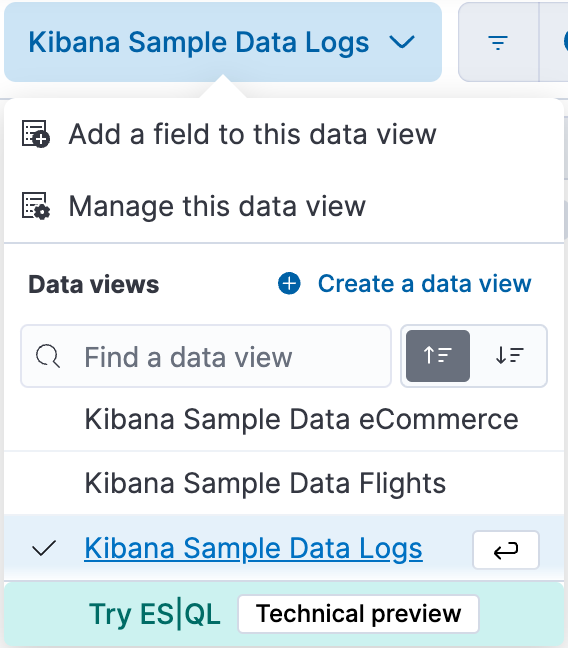 Kibana Sample Data Logs
Add a field to this data view
Manage this data view
Data views Create a data view
Find a data view
Kibana Sample Data eCommerce
Kibana Sample Data Flights
Kibana Sample Data Logs
Try ES|QL Technical preview